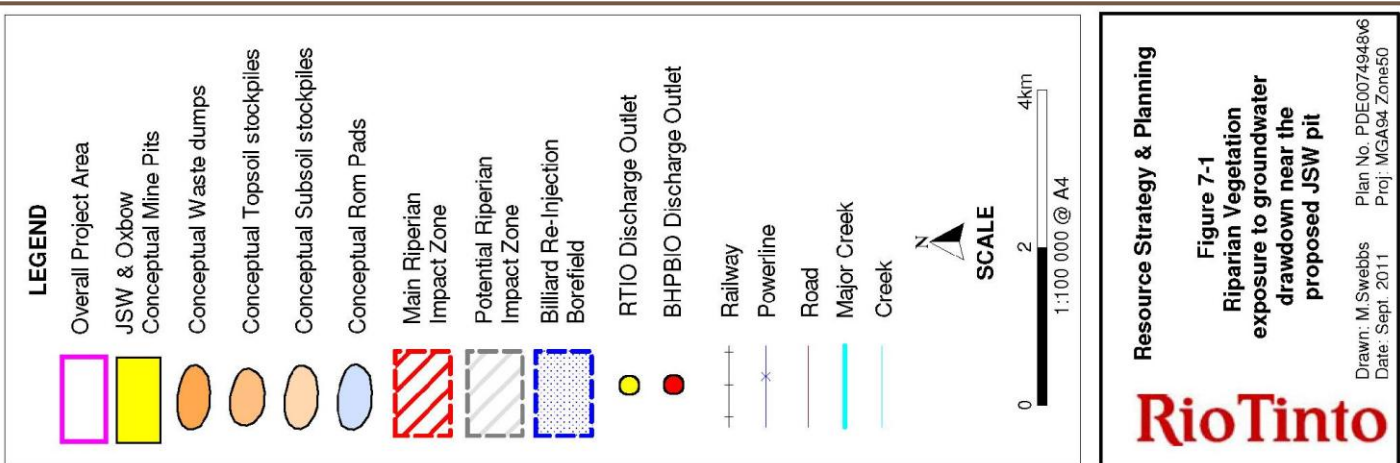 LEGEND
Overall Project Area
JSW & Oxbow
Conceptual Mine Pits
Conceptual Waste dumps
Conceptual Topsoil stockpiles
Conceptual Subsoil stockpiles
Conceptual Rom Pads
Main Riperian
Impact Zone
Potential Riperian
Impact Zone
Billiard Re-Injection
Borefield
RTIO Discharge Outlet
BHPBIO Discharge Outlet
Railway
Powerline
Road
Major Creek
Creek
N
SCALE
0 2 4km
1:100 000 @ A4
Resource Strategy & Planning
Figure 7-1
Riparian Vegetation
exposure to groundwater
drawdown near the
proposed JSW pit
Drawn: M.Swebbs Plan No. PDE0074948v6
Date: Sept. 2011 Proj: MGA94 Zone50
RioTinto